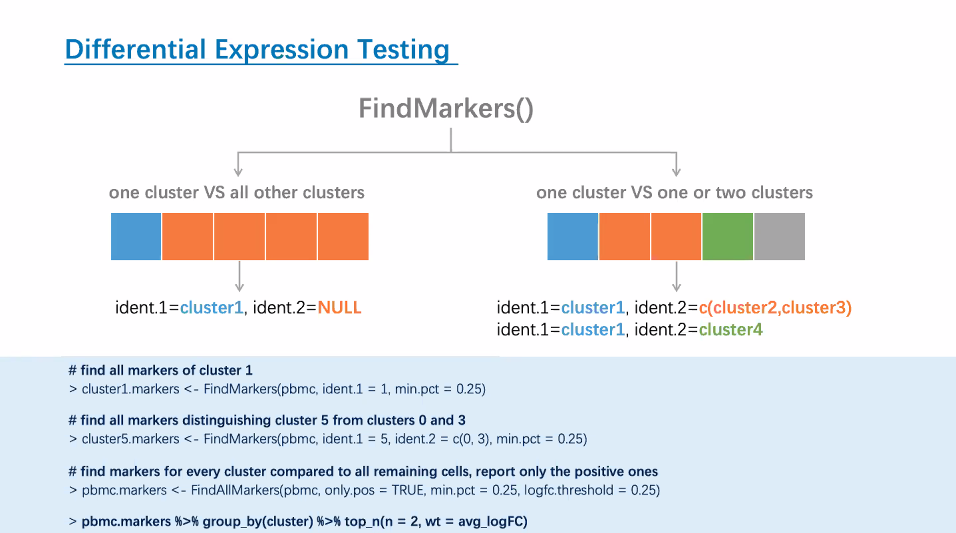 Differential Expression Testing
FindMarkers()
one cluster VS all other clusters
one cluster VS one or two clusters
ident.1=cluster1, ident.2=NULL
ident.1=cluster1, ident.2=c(cluster2,cluster3)
ident.1=cluster1, ident.2=cluster4
# find all markers of cluster 1
> cluster1.markers <- FindMarkers(pbmc, ident.1 = 1, min.pct = 0.25)
# find all markers distinguishing cluster 5 from clusters 0 and 3
> cluster5.markers <- FindMarkers(pbmc, ident.1 = 5, ident.2 = c(0, 3), min.pct = 0.25)
# find markers for every cluster compared to all remaining cells, report only the positive ones
> pbmc.markers <- FindAllMarkers(pbmc, only.pos = TRUE, min.pct = 0.25, logfc.threshold = 0.25)
> pbmc.markers %>% group_by(cluster) %>% top_n(n = 2, wt = avg_logFC)